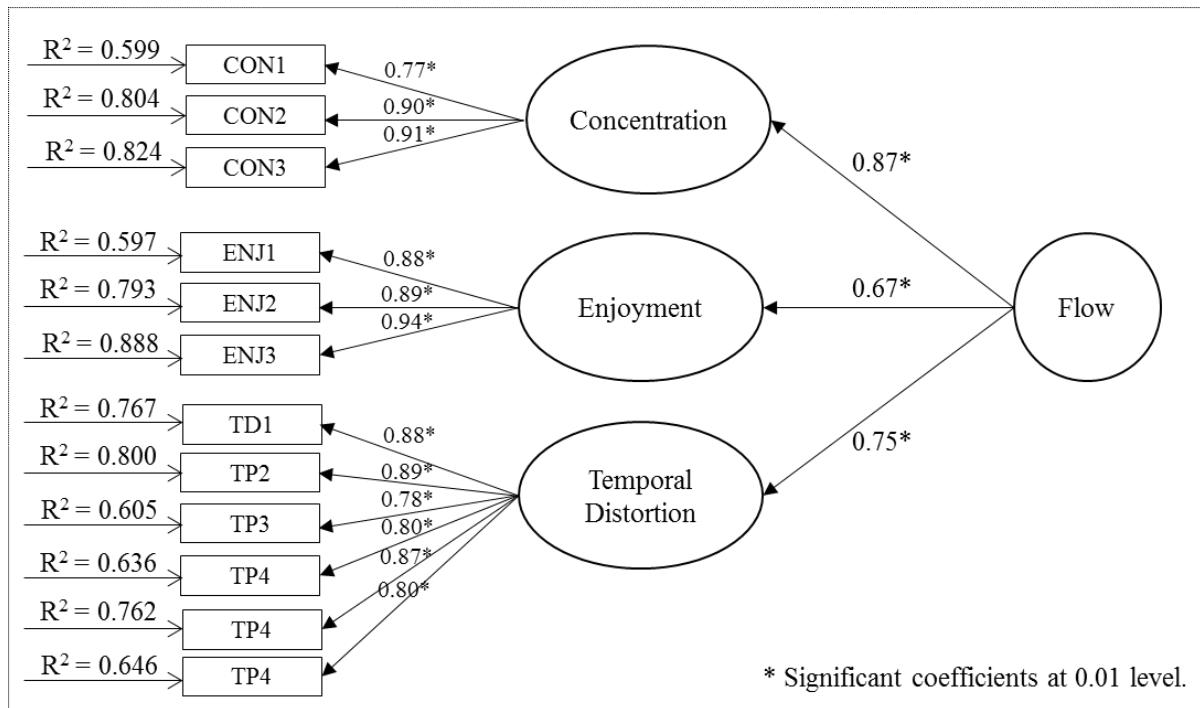 R² = 0.599
CON1
0.77*
R² = 0.804
CON2
0.90*
R² = 0.824
CON3
0.91*
Concentration
0.87*
R² = 0.597
ENJ1
0.88*
R² = 0.793
ENJ2
0.89*
R² = 0.888
ENJ3
0.94*
Enjoyment
0.67*
Flow
R² = 0.767
TD1
0.88*
R² = 0.800
TP2
0.89*
R² = 0.605
TP3
0.78*
R² = 0.636
TP4
0.80*
R² = 0.762
TP4
0.87*
R² = 0.646
TP4
0.80*
Temporal
Distortion
0.75*
* Significant coefficients at 0.01 level.